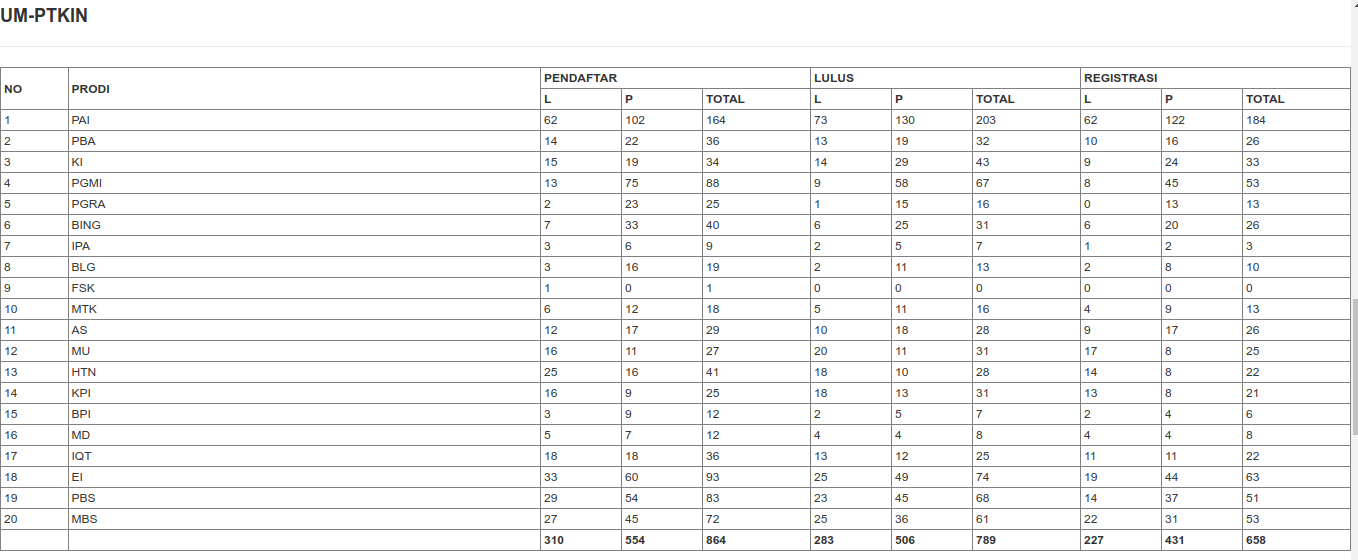 UM-PTKIN
NO PRODI PENDAFTAR LULUS REGISTRASI
L P TOTAL L P TOTAL L P TOTAL
1 PAI 62 102 164 73 130 203 62 122 184
2 PBA 14 22 36 13 19 32 10 16 26
3 KI 15 19 34 14 29 43 9 24 33
4 PGMI 13 75 88 9 58 67 8 45 53
5 PGRA 2 23 25 1 15 16 0 13 13
6 BING 7 33 40 6 25 31 6 20 26
7 IPA 3 6 9 2 5 7 1 2 3
8 BLG 3 16 19 2 11 13 2 8 10
9 FSK 1 0 1 0 0 0 0 0 0
10 MTK 6 12 18 5 11 16 4 9 13
11 AS 12 17 29 10 18 28 9 17 26
12 MU 16 11 27 20 11 31 17 8 25
13 HTN 25 16 41 18 10 28 14 8 22
14 KPI 16 9 25 18 13 31 13 8 21
15 BPI 3 9 12 2 5 7 2 4 6
16 MD 5 7 12 4 4 8 4 4 8
17 IQT 18 18 36 13 12 25 11 11 22
18 EI 33 60 93 25 49 74 19 44 63
19 PBS 29 54 83 23 45 68 14 37 51
20 MBS 27 45 72 25 36 61 22 31 53
310 554 864 283 506 789 227 431 658